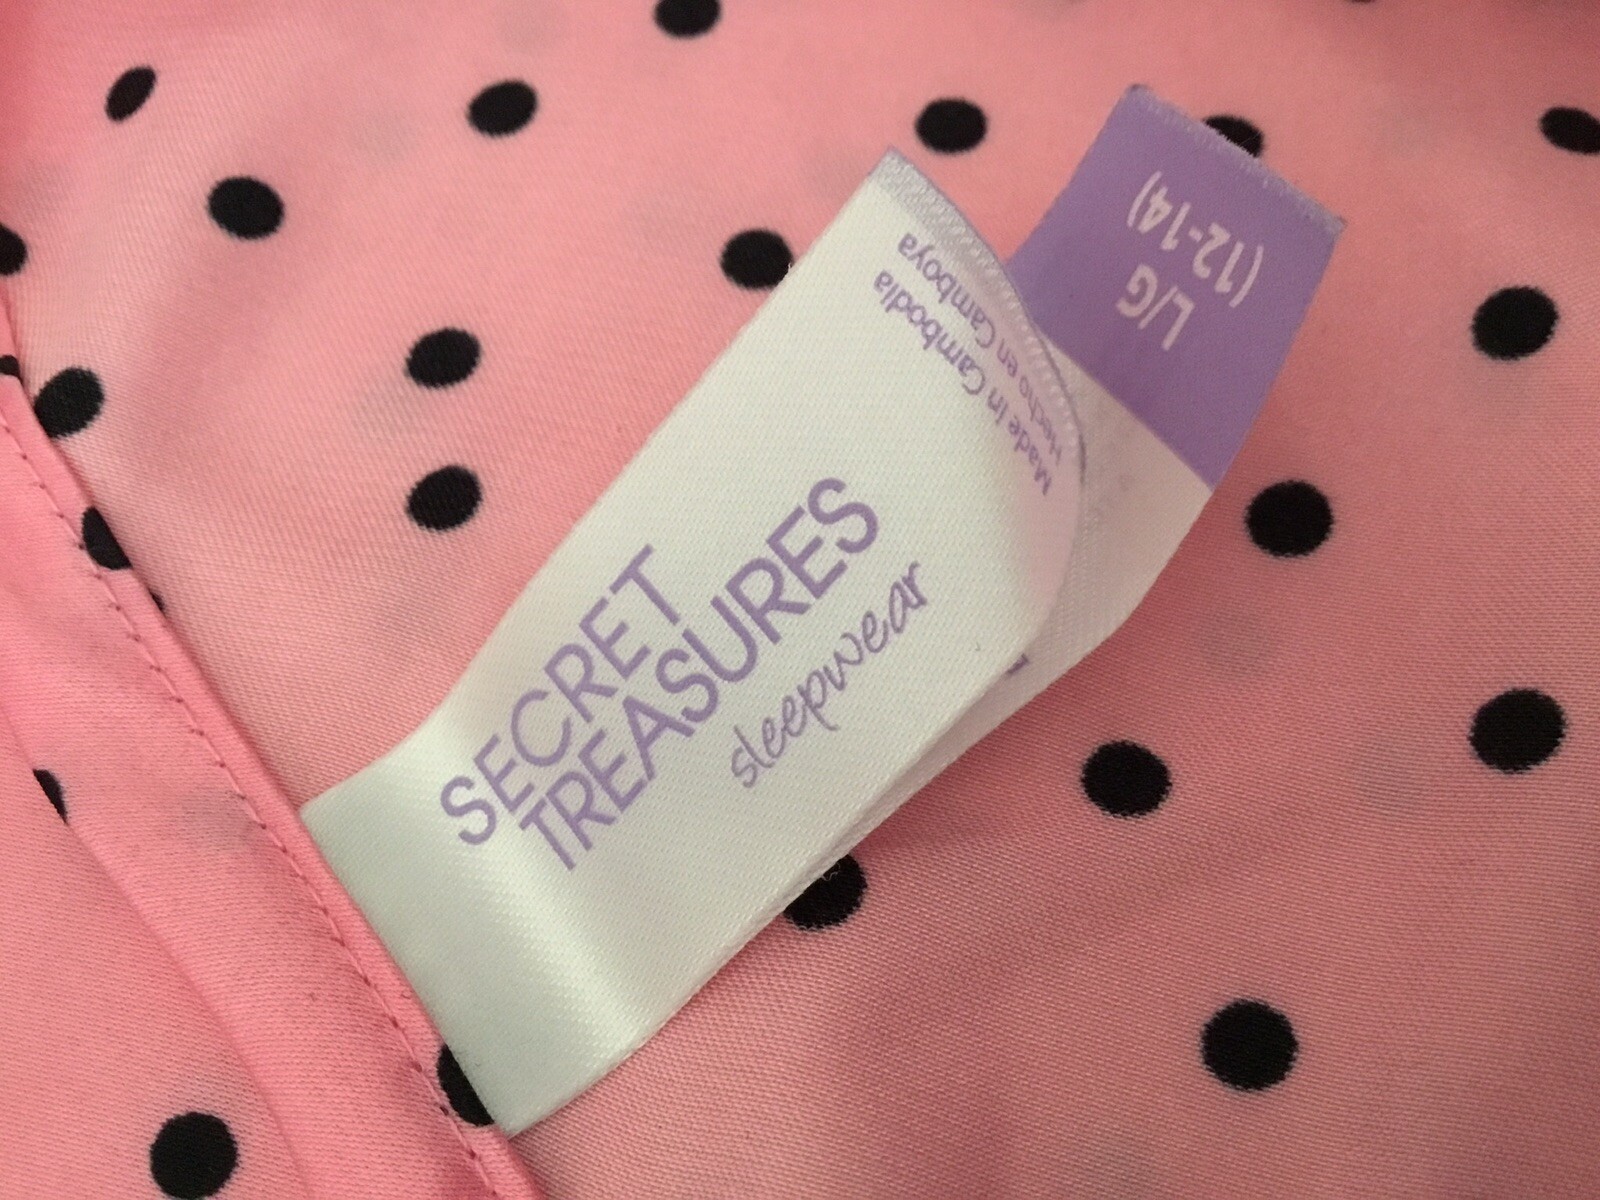 SECRET
TREASURES
sleepwear
Made in Cambodia
Hecho en Camboya
L/G
(12-14)